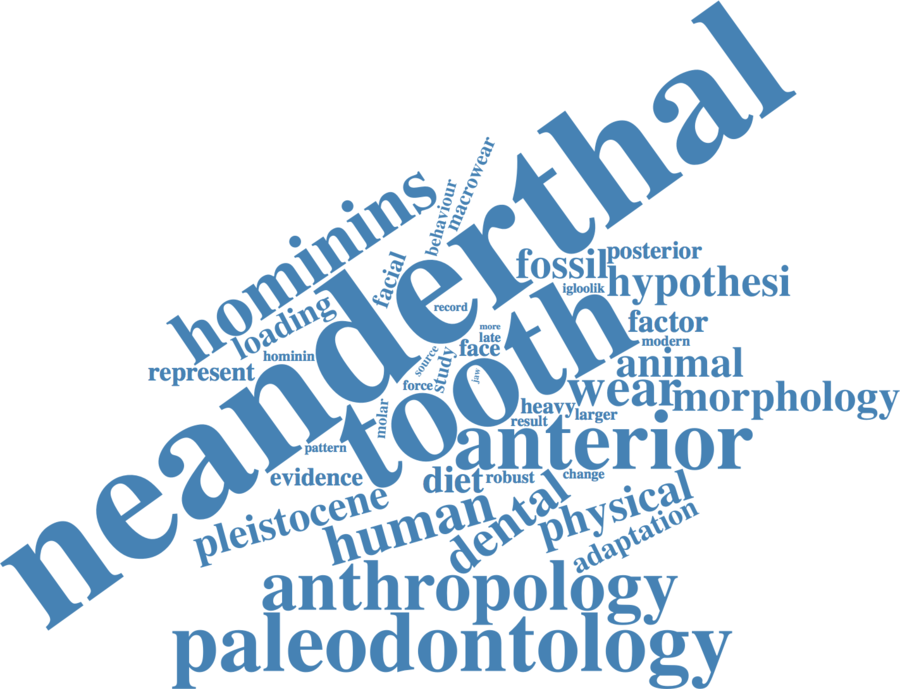 neanderthal
tooth
hominins
behaviour
macrowear
facial
loading
record
fossil
posterior
igloolik
hypothesi
more
late
factor
modern
hominin
represent
source
study
face
jaw
force
animal
wear
morphology
molar
heavy
larger
result
anterior
pattern
evidence
diet
robust
change
pleistocene
human
dental
physical
adaptation
anthropology
paleodontology